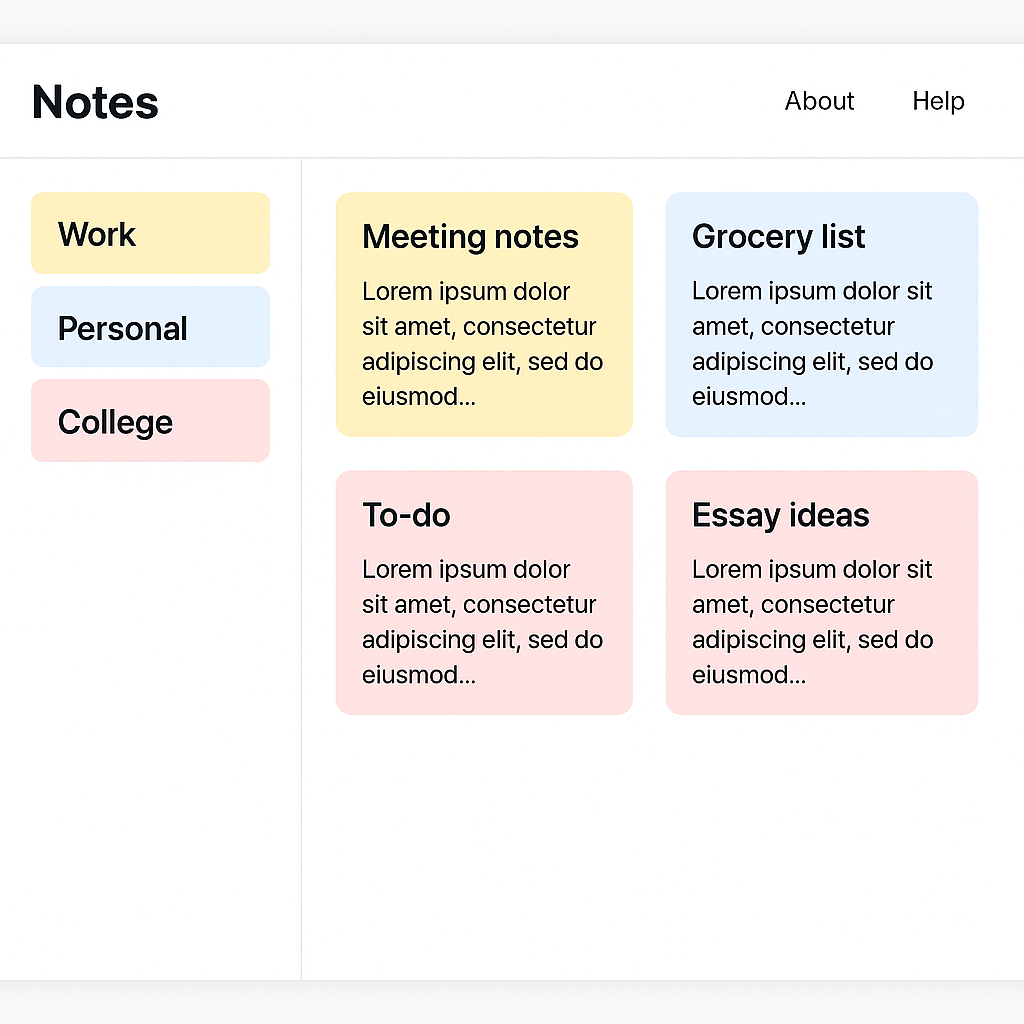 Notes
About
Help
Work
Personal
College
Meeting notes
Lorem ipsum dolor
sit amet, consectetur
adipiscing elit, sed do
eiusmod...
Grocery list
Lorem ipsum dolor sit
amet, consectetur
adipiscing elit, sed do
eiusmod...
To-do
Lorem ipsum dolor
sit amet, consectetur
adipiscing elit, sed do
eiusmod...
Essay ideas
Lorem ipsum dolor sit
amet, consectetur
adipiscing elit, sed do
eiusmod...